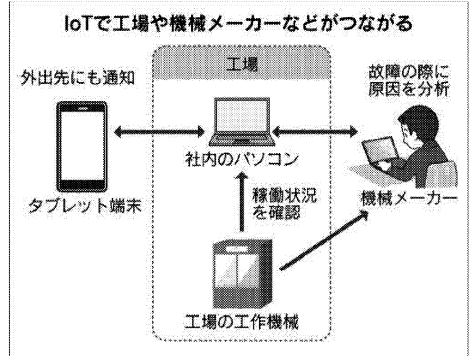 IoTで工場や機械メーカーなどがつながる
工場
外出先にも通知
故障の際に
原因を分析
社内のパソコン
タブレット端末
稼働状況
を確認
機械メーカー
工場の工作機械